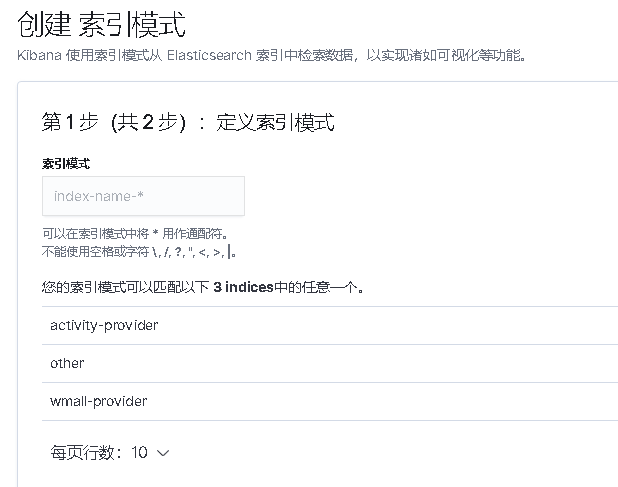 创建 索引模式
Kibana 使用索引模式从 Elasticsearch 索引中检索数据，以实现诸如可视化等功能。
第 1 步（共 2 步）：定义索引模式
索引模式
index-name-*
可以在索引模式中将 * 用作通配符。
不能使用空格或字符 \, /, ?, ", <, >, |。
您的索引模式可以匹配以下 3 indices中的任意一个。
activity-provider
other
wmall-provider
每页行数：10